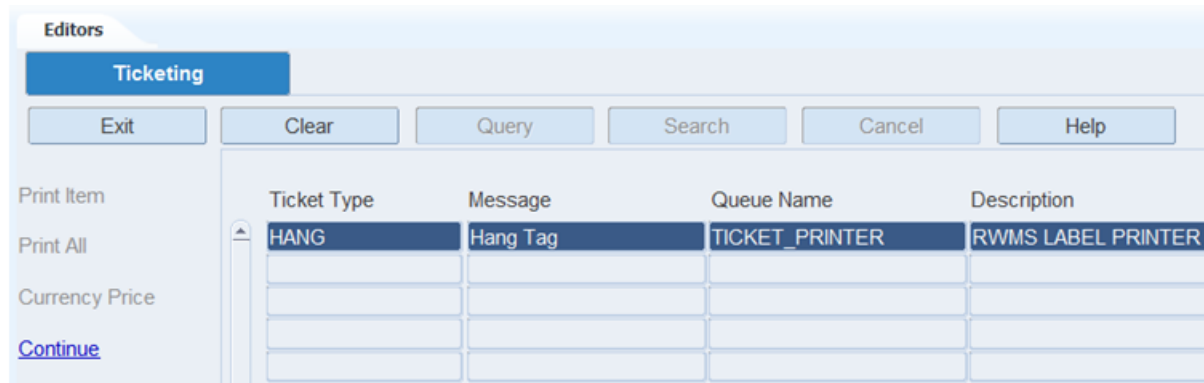 Editors
Ticketing
Exit Clear Query Search Cancel Help
Print Item
Ticket Type Message Queue Name Description
Print All
HANG Hang Tag TICKET_PRINTER RWMS LABEL PRINTER
Currency Price
Continue